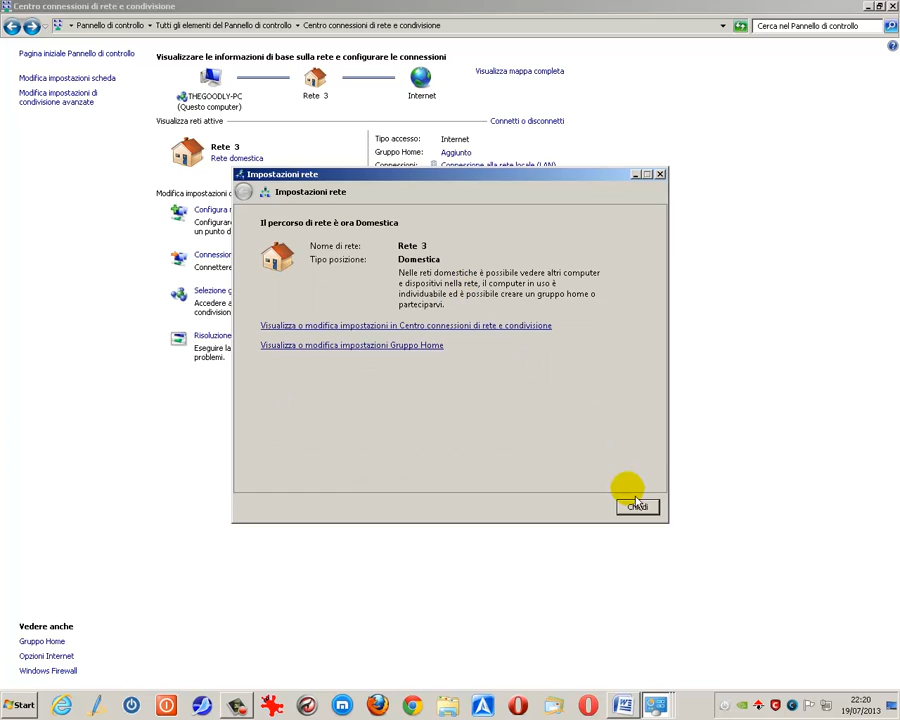 Centro connessioni di rete e condivisione
Pannello di controllo Tutti gli elementi del Pannello di controllo Centro connessioni di rete e condivisione
Cerca nel Pannello di controllo
Pagina iniziale Pannello di controllo
Modifica impostazioni scheda
Modifica impostazioni di
condivisione avanzate
Visualizzare le informazioni di base sulla rete e configurare le connessioni
Visualizza mappa completa
THEGOODLY-PC
(Questo computer)
Rete 3
Internet
Visualizza reti attive
Connetti o disconnetti
Rete 3
Rete domestica
Tipo accesso: Internet
Gruppo Home: Aggiunto
Connessioni: Connessione alla rete locale (LAN)
Modifica impostazioni
Configura
Configurare
un punto d
Connession
Connetters
Selezione g
Accedere a
condivision
Risoluzione
Eseguire la
problemi.
Impostazioni rete
Impostazioni rete
Il percorso di rete è ora Domestica
Nome di rete: Rete 3
Tipo posizione: Domestica
Nelle reti domestiche è possibile vedere altri computer
e dispositivi nella rete, il computer in uso è
individuabile ed è possibile creare un gruppo home o
parteciparvi.
Visualizza o modifica impostazioni in Centro connessioni di rete e condivisione
Visualizza o modifica impostazioni Gruppo Home
Chiudi
Vedere anche
Gruppo Home
Opzioni Internet
Windows Firewall
Start
22:20
19/07/2013